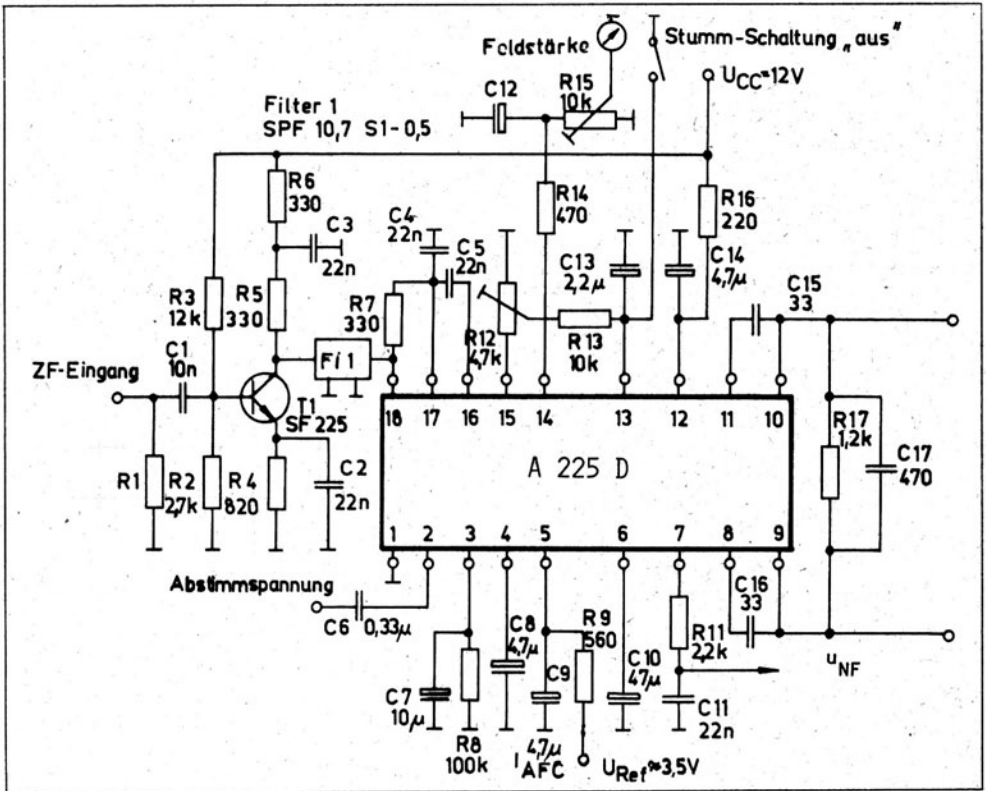 Feldstärke
Stumm-Schaltung „aus"
UCC=12V
C12
R15
10k
Filter 1
SPF 10,7 S1-0,5
R6
330
C3
22n
R14
470
R16
220
C4
22n
C5
22n
C13
2,2µ
C14
4,7µ
C15
33
R3
12k
R5
330
R7
330
R12
4,7k
R13
10k
C1
10n
ZF-Eingang
Fi 1
T1
SF 225
18 17 16 15 14 13 12 11 10
A 225 D
R17
1,2k
C17
470
R1
R2
2,7k
R4
820
C2
22n
1 2 3 4 5 6 7 8 9
Abstimmspannung
C6 0,33µ
C16
33
R9
560
C8
4,7µ
C9
4,7µ
R11
2,2k
C10
47µ
C7
10µ
R8
100k
C11
22n
uNF
IAFC
URef≈3,5V